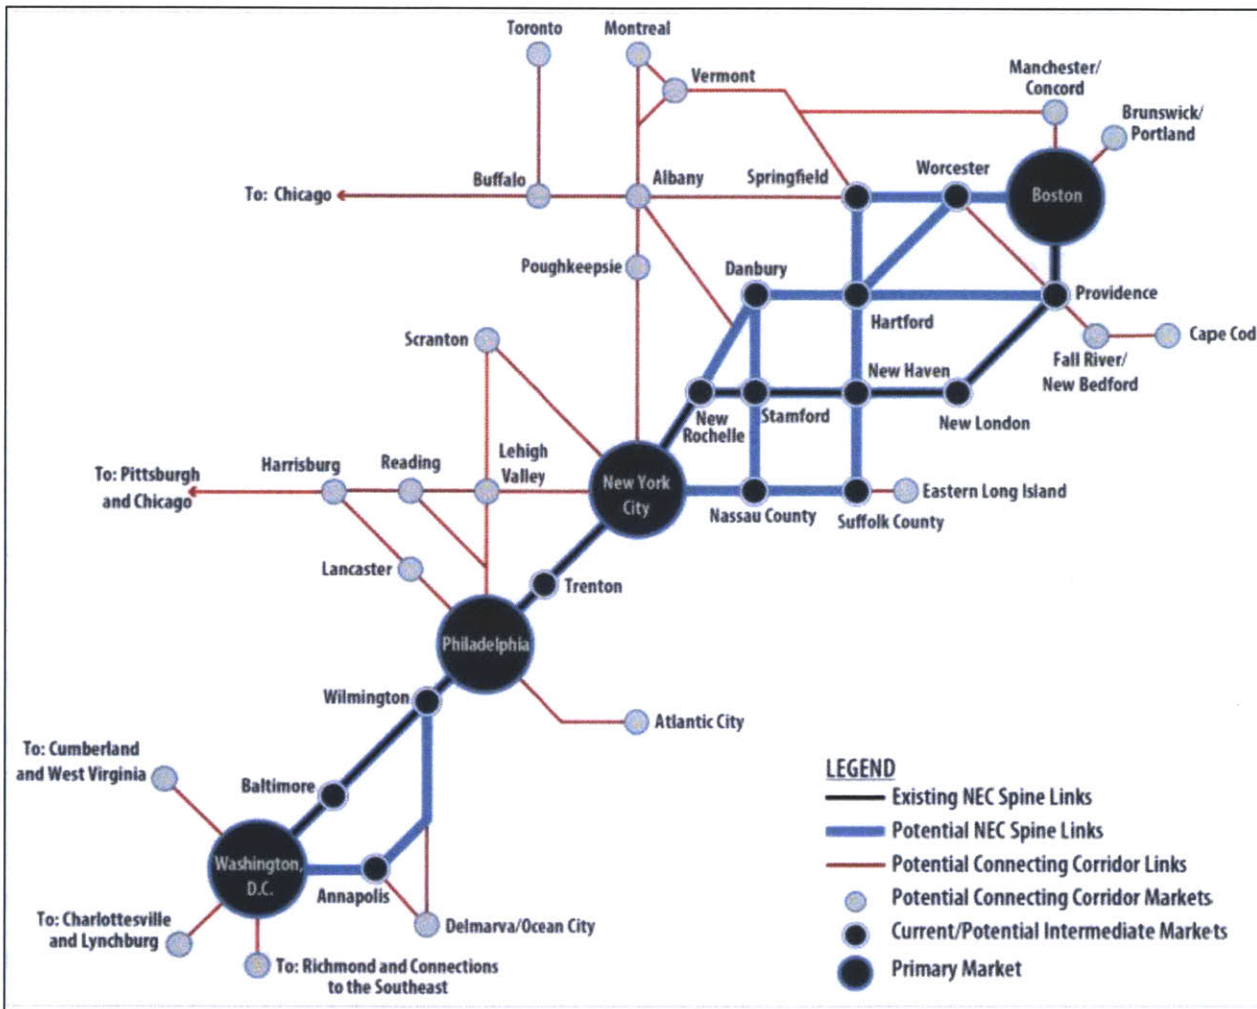 Toronto
Montreal
Vermont
Manchester/
Concord
Brunswick/
Portland
To: Chicago
Buffalo
Albany
Springfield
Worcester
Boston
Poughkeepsie
Danbury
Hartford
Providence
Cape Cod
Fall River/
New Bedford
Scranton
New Haven
New
Rochelle
Stamford
New London
To: Pittsburgh
and Chicago
Harrisburg
Reading
Lehigh
Valley
New York
City
Nassau County
Suffolk County
Eastern Long Island
Lancaster
Trenton
Philadelphia
Wilmington
Atlantic City
To: Cumberland
and West Virginia
Baltimore
Washington,
D.C.
Annapolis
Delmarva/Ocean City
To: Charlottesville
and Lynchburg
To: Richmond and Connections
to the Southeast
LEGEND
Existing NEC Spine Links
Potential NEC Spine Links
Potential Connecting Corridor Links
Potential Connecting Corridor Markets
Current/Potential Intermediate Markets
Primary Market